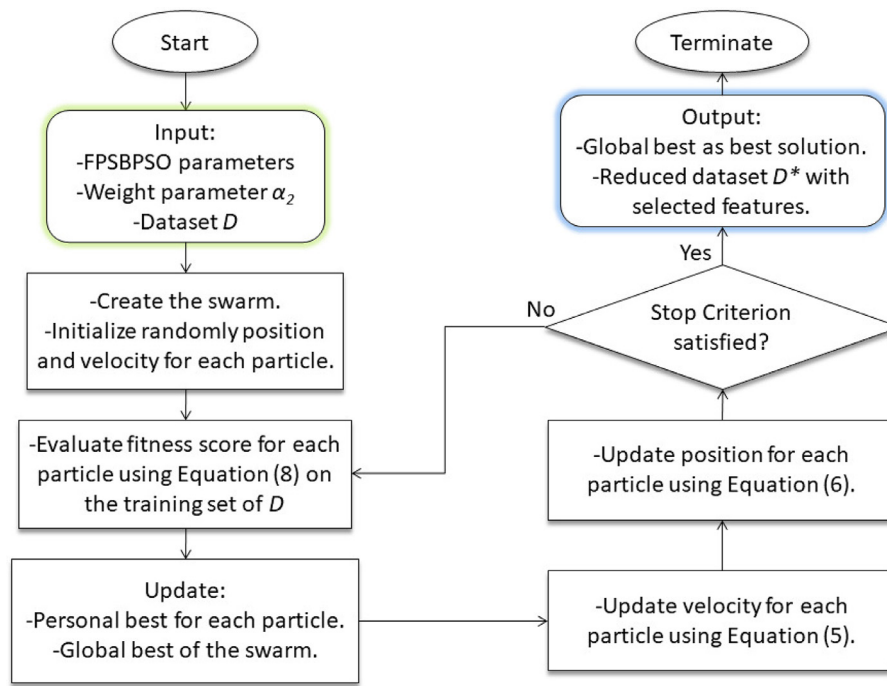 Start
Input:
-FPSBPSO parameters
-Weight parameter α₂
-Dataset D
-Create the swarm.
-Initialize randomly position
and velocity for each particle.
-Evaluate fitness score for each
particle using Equation (8) on
the training set of D
Update:
-Personal best for each particle.
-Global best of the swarm.
-Update velocity for each
particle using Equation (5).
-Update position for each
particle using Equation (6).
Stop Criterion
satisfied?
No
Yes
Output:
-Global best as best solution.
-Reduced dataset D* with
selected features.
Terminate